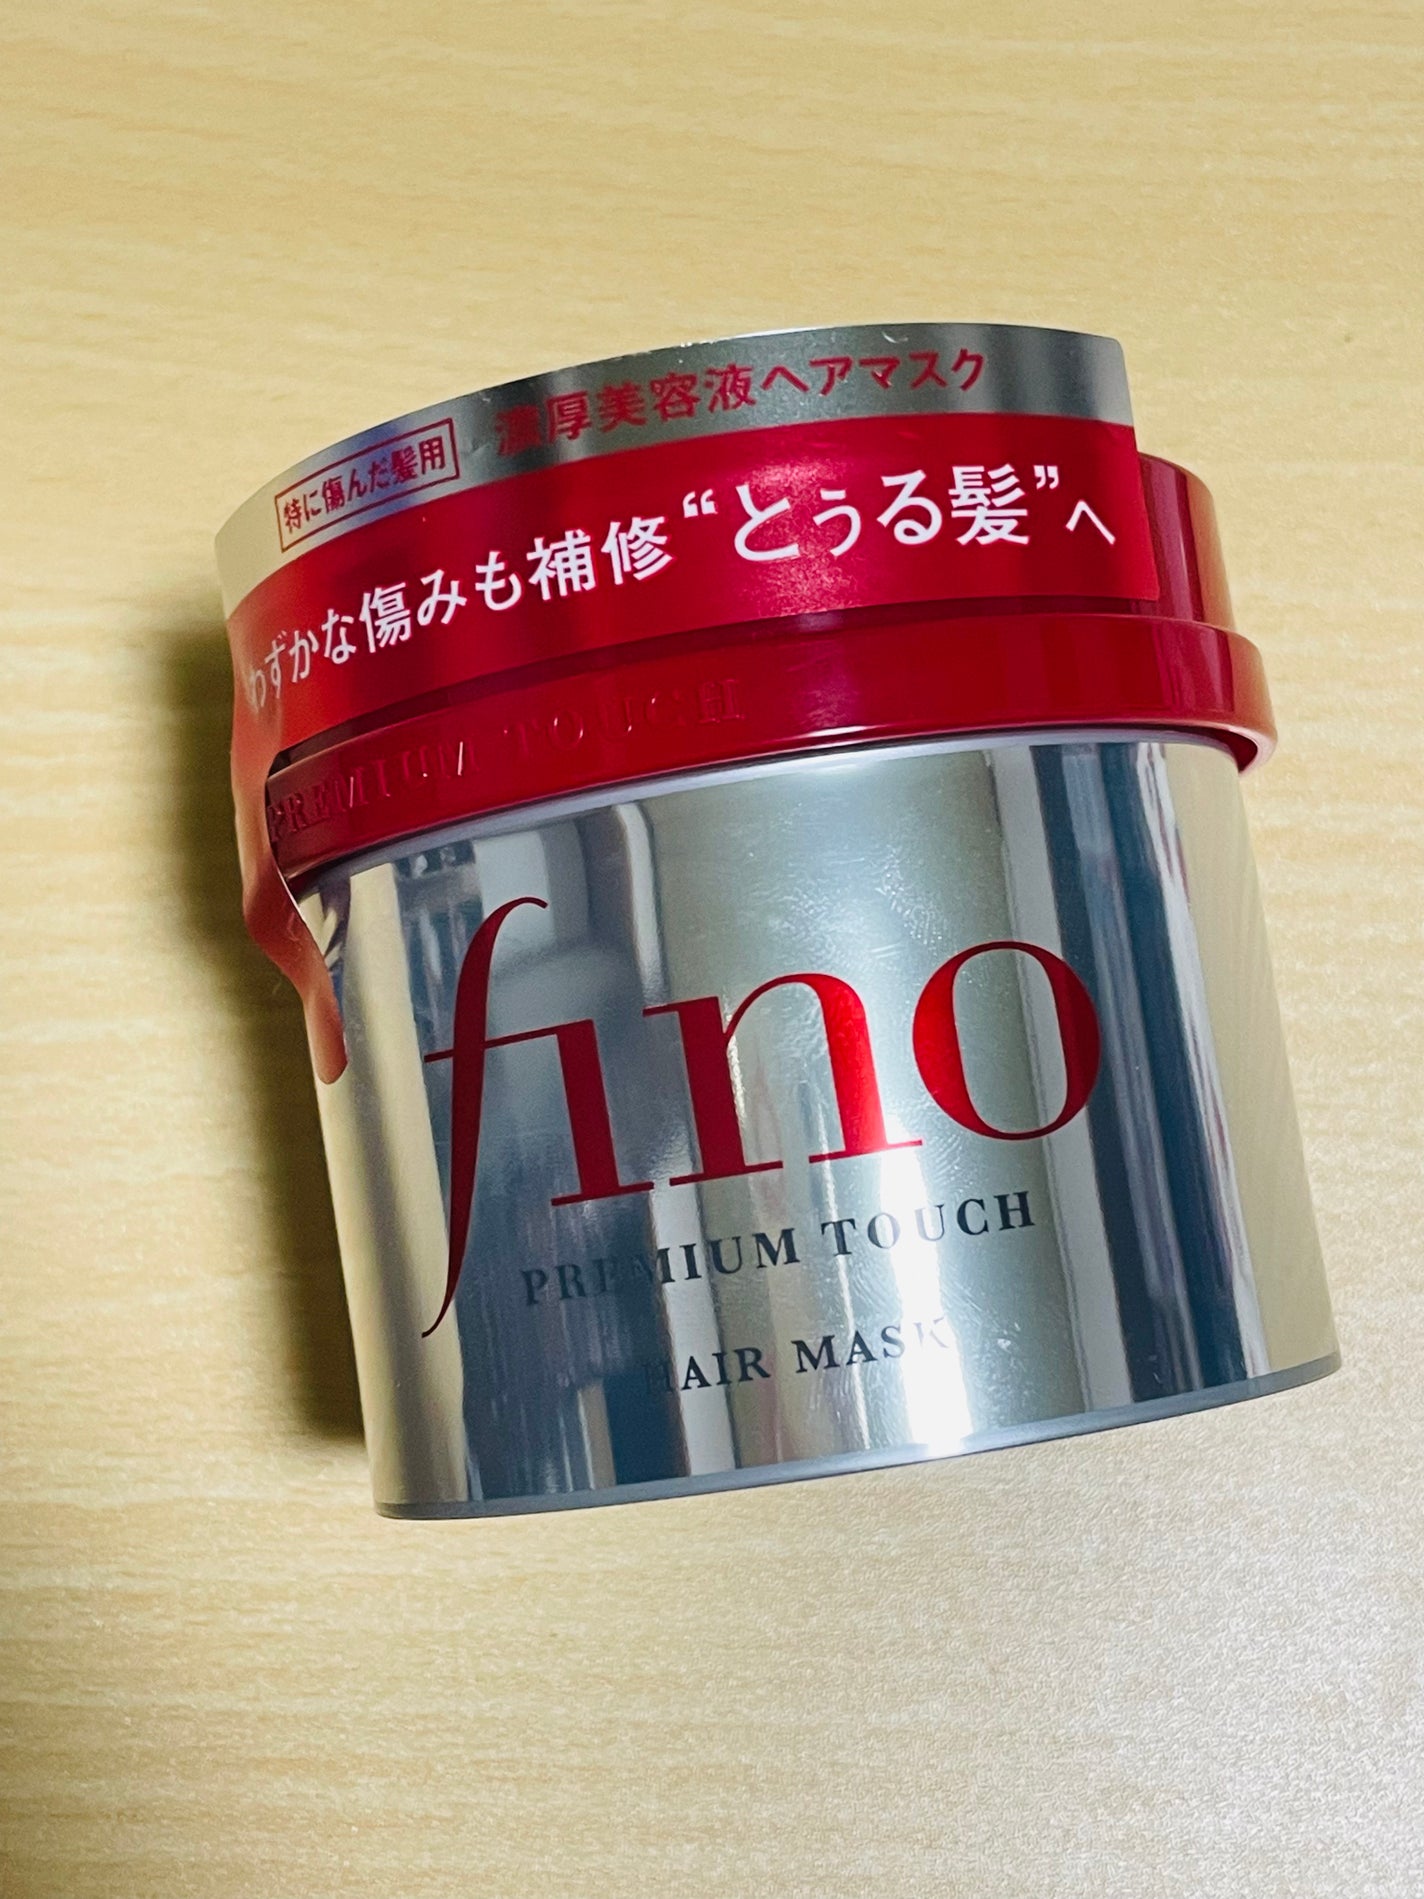 特に傷んだ髪用 濃厚美容液ヘアマスク
わずかな傷みも補修“とぅる髪”へ
PREMIUM TOUCH
fino
PREMIUM TOUCH
HAIR MASK